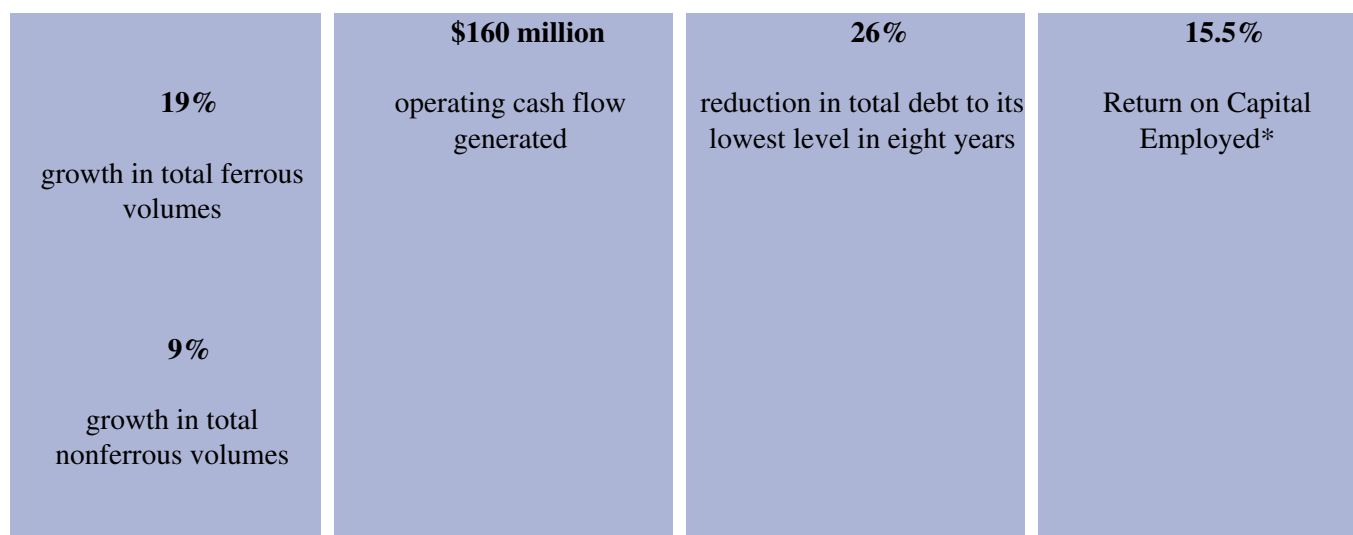 19%
growth in total ferrous
volumes
9%
growth in total
nonferrous volumes
$160 million
operating cash flow
generated
26%
reduction in total debt to its
lowest level in eight years
15.5%
Return on Capital
Employed*